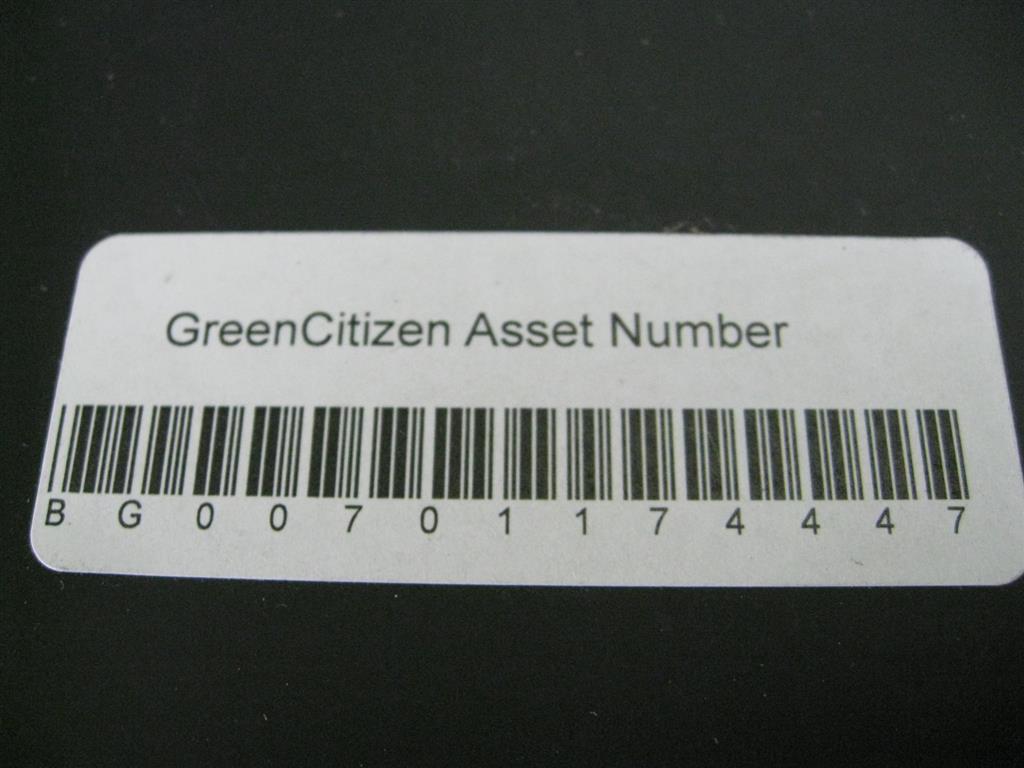 GreenCitizen Asset Number
B G 0 0 7 0 1 1 7 4 4 4 7